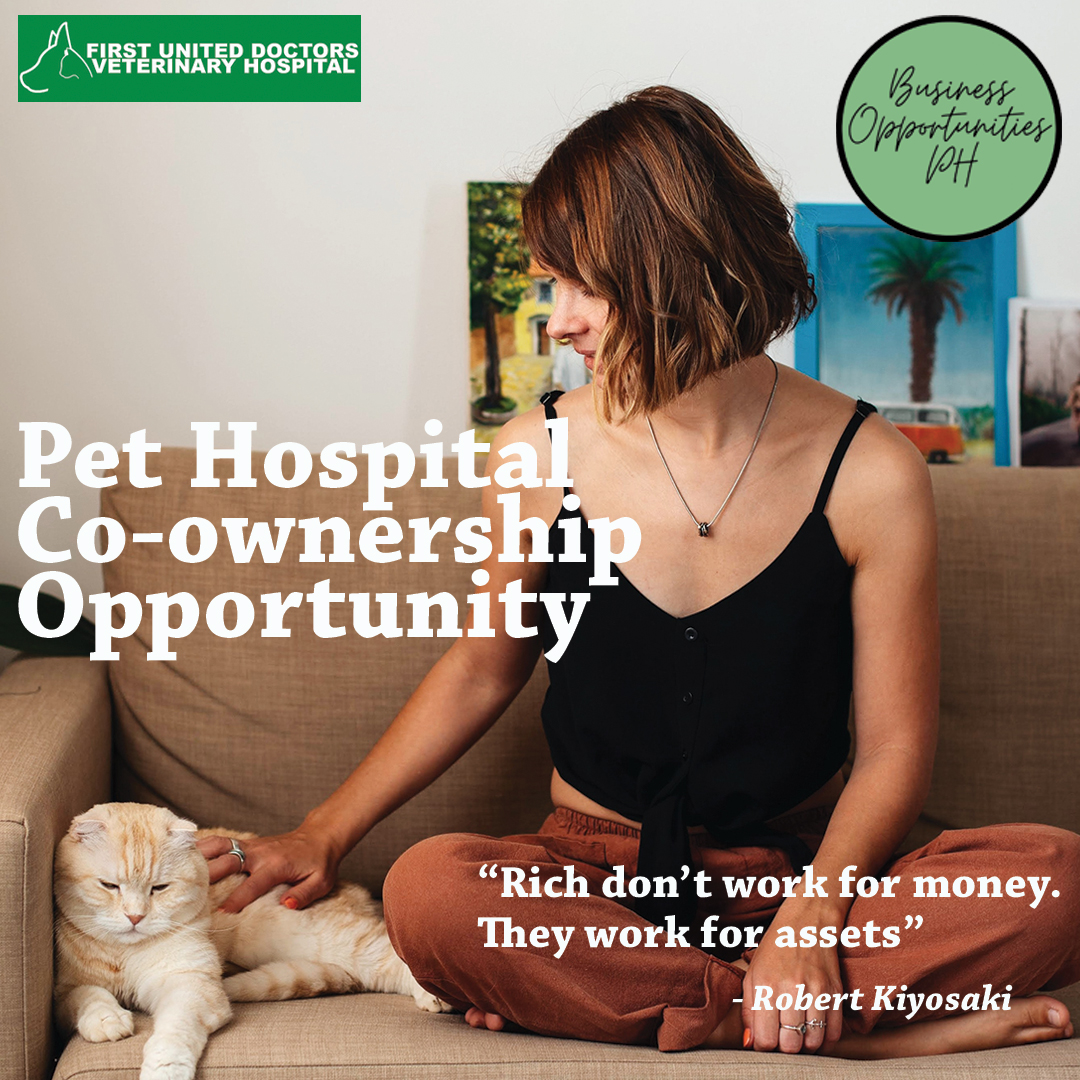 FIRST UNITED DOCTORS
VETERINARY HOSPITAL
Business
Opportunities
PH
Pet Hospital
Co-ownership
Opportunity
“Rich don’t work for money.
They work for assets”
- Robert Kiyosaki